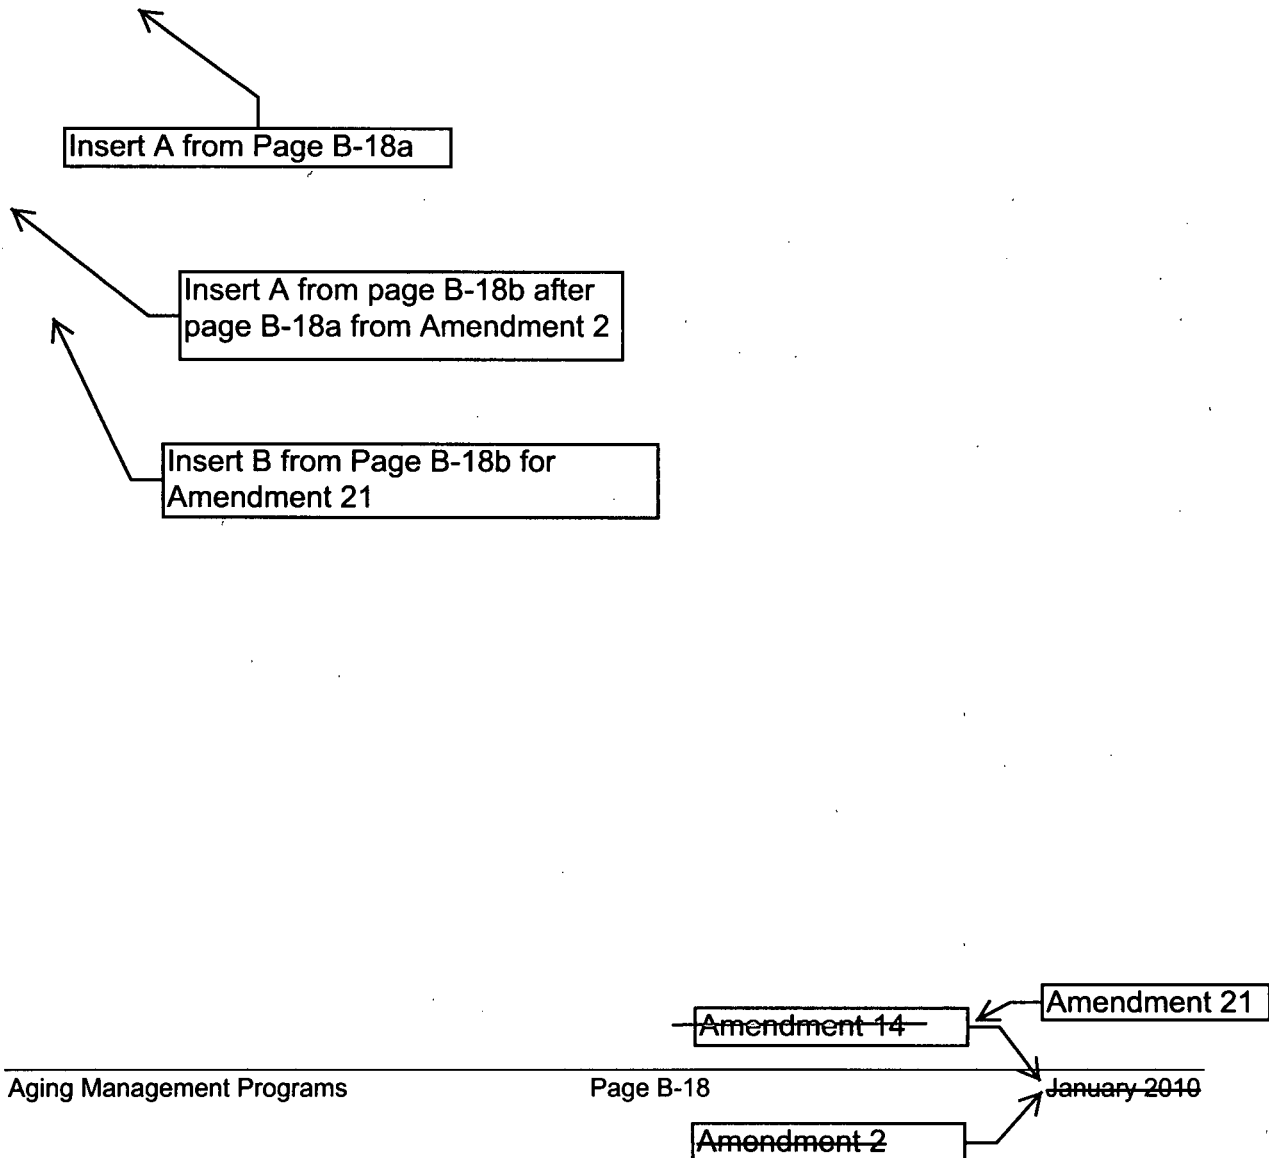 Insert A from Page B-18a
Insert A from page B-18b after
page B-18a from Amendment 2
Insert B from Page B-18b for
Amendment 21
Amendment 21
Amendment 14
Aging Management Programs Page B-18 January 2010
Amendment 2